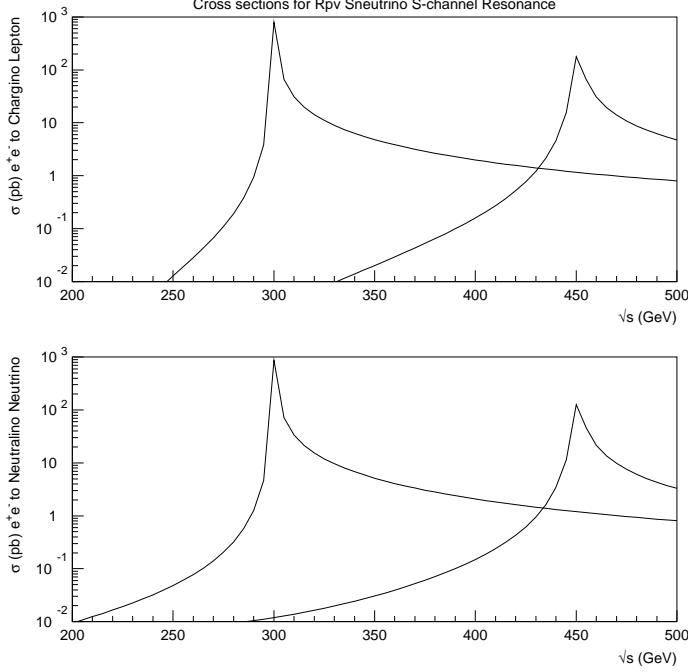 Cross sections for Rpv Sneutrino S-channel Resonance
σ (pb) e⁺e⁻ to Chargino Lepton
10³
10²
10
1
10⁻¹
10⁻²
200 250 300 350 400 450 500
√s (GeV)
σ (pb) e⁺e⁻ to Neutralino Neutrino
10³
10²
10
1
10⁻¹
10⁻²
200 250 300 350 400 450 500
√s (GeV)